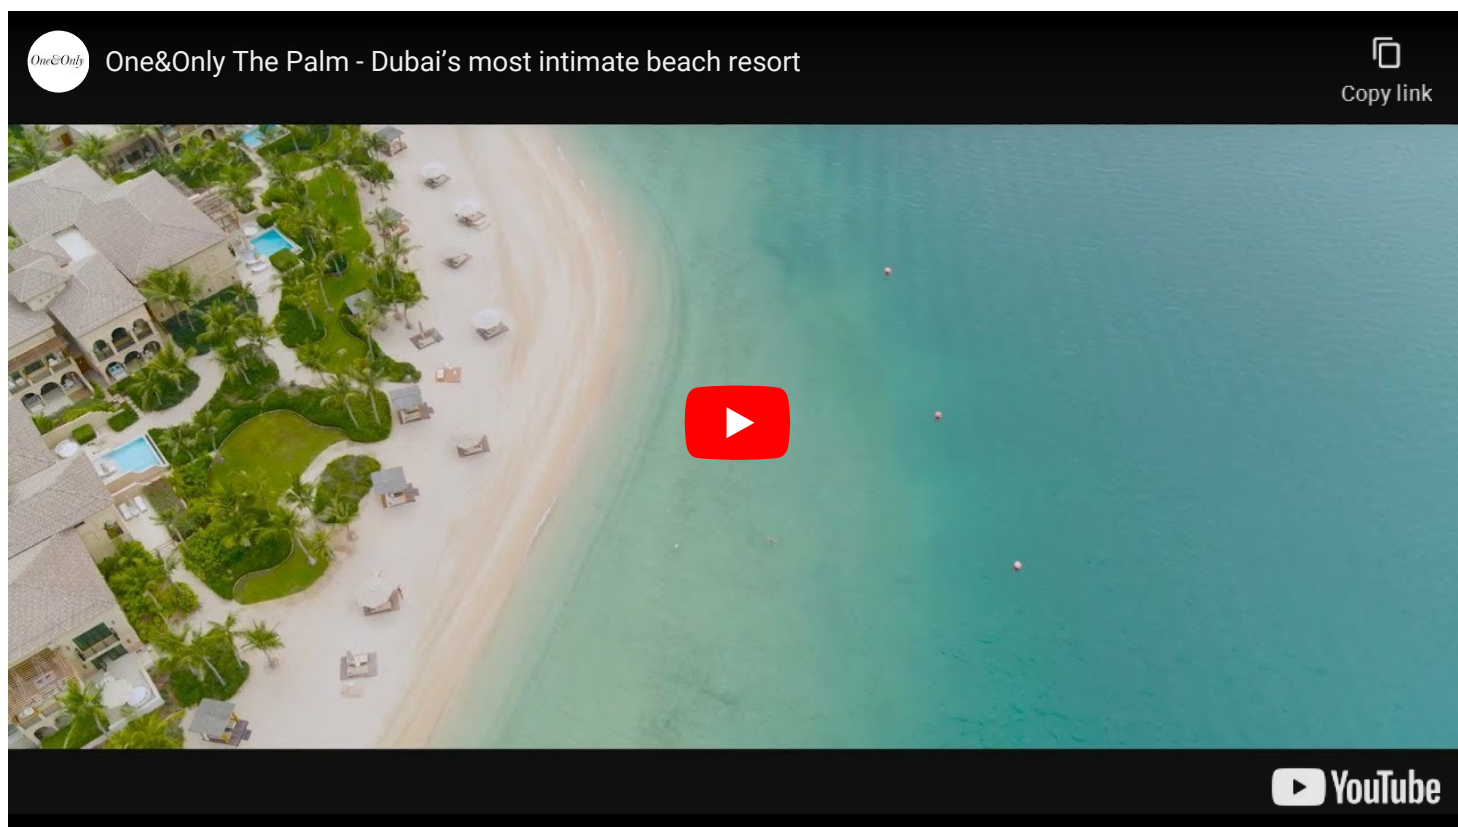 One&Only
One&Only The Palm - Dubai’s most intimate beach resort
Copy link
YouTube